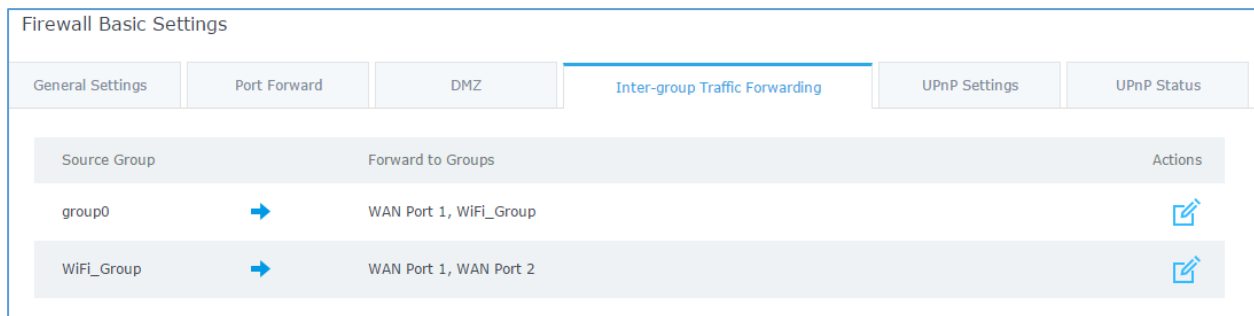 Firewall Basic Settings
General Settings Port Forward DMZ Inter-group Traffic Forwarding UPnP Settings UPnP Status
Source Group Forward to Groups Actions
group0 WAN Port 1, WiFi_Group
WiFi_Group WAN Port 1, WAN Port 2